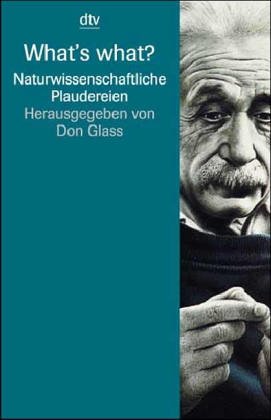 dtv
What's what?
Naturwissenschaftliche
Plaudereien
Herausgegeben von
Don Glass